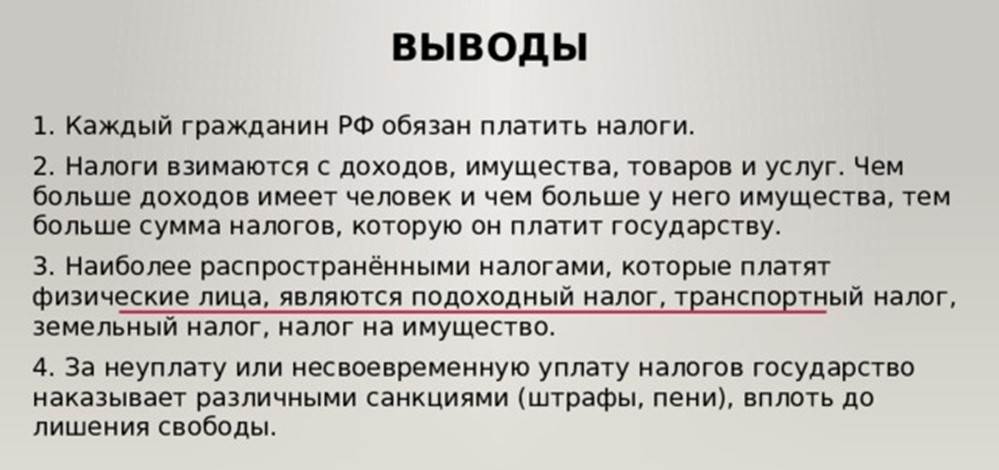 ВЫВОДЫ
1. Каждый гражданин РФ обязан платить налоги.
2. Налоги взимаются с доходов, имущества, товаров и услуг. Чем
больше доходов имеет человек и чем больше у него имущества, тем
больше сумма налогов, которую он платит государству.
3. Наиболее распространёнными налогами, которые платят
физические лица, являются подоходный налог, транспортный налог,
земельный налог, налог на имущество.
4. За неуплату или несвоевременную уплату налогов государство
наказывает различными санкциями (штрафы, пени), вплоть до
лишения свободы.